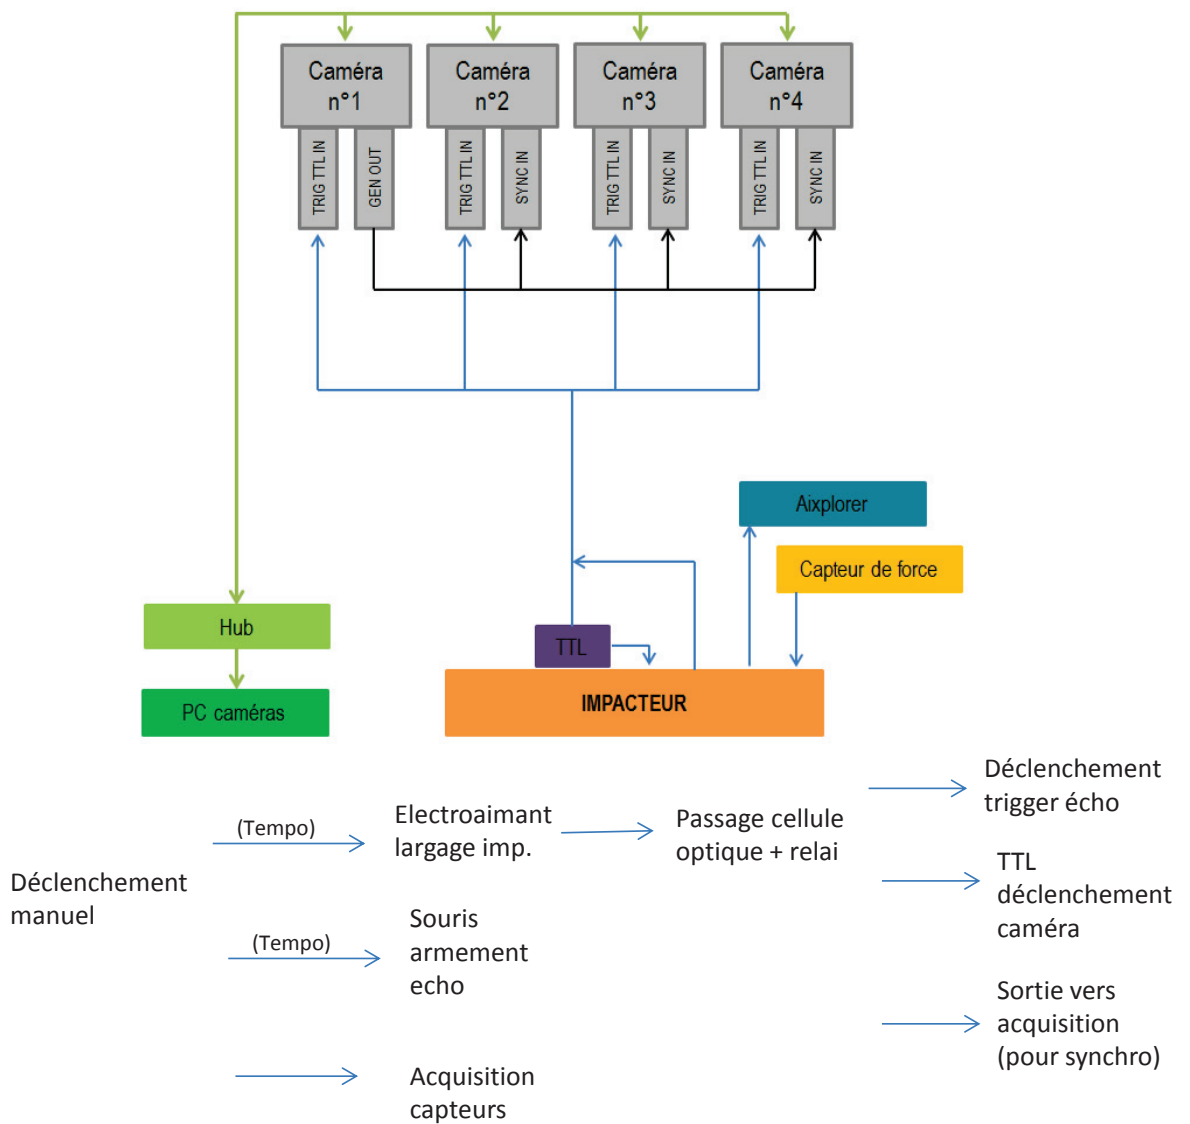 Caméra
n°1
Caméra
n°2
Caméra
n°3
Caméra
n°4
TRIG TTL IN
GEN OUT
TRIG TTL IN
SYNC IN
TRIG TTL IN
SYNC IN
TRIG TTL IN
SYNC IN
Aixplorer
Capteur de force
Hub
TTL
IMPACTEUR
PC caméras
Déclenchement
manuel
(Tempo)
Electroaimant
largage imp.
Passage cellule
optique + relai
Déclenchement
trigger écho
TTL
déclenchement
caméra
(Tempo)
Souris
armement
echo
Sortie vers
acquisition
(pour synchro)
Acquisition
capteurs